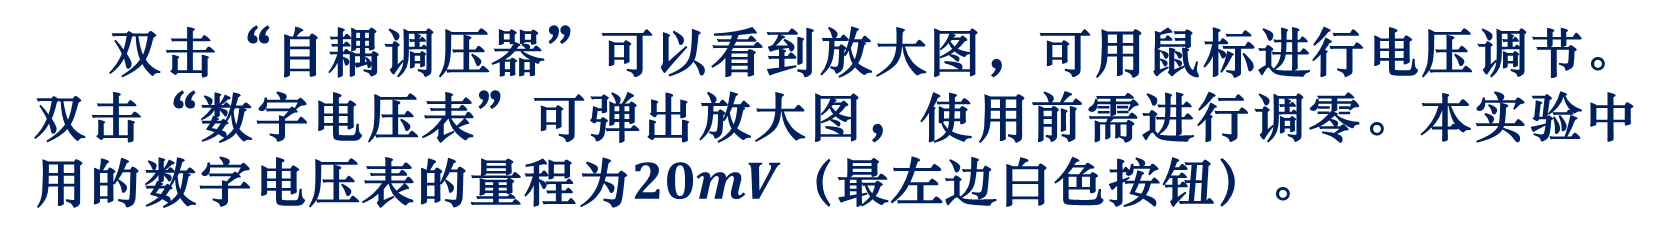 双击“自耦调压器”可以看到放大图，可用鼠标进行电压调节。
双击“数字电压表”可弹出放大图，使用前需进行调零。本实验中
用的数字电压表的量程为20mV（最左边白色按钮）。